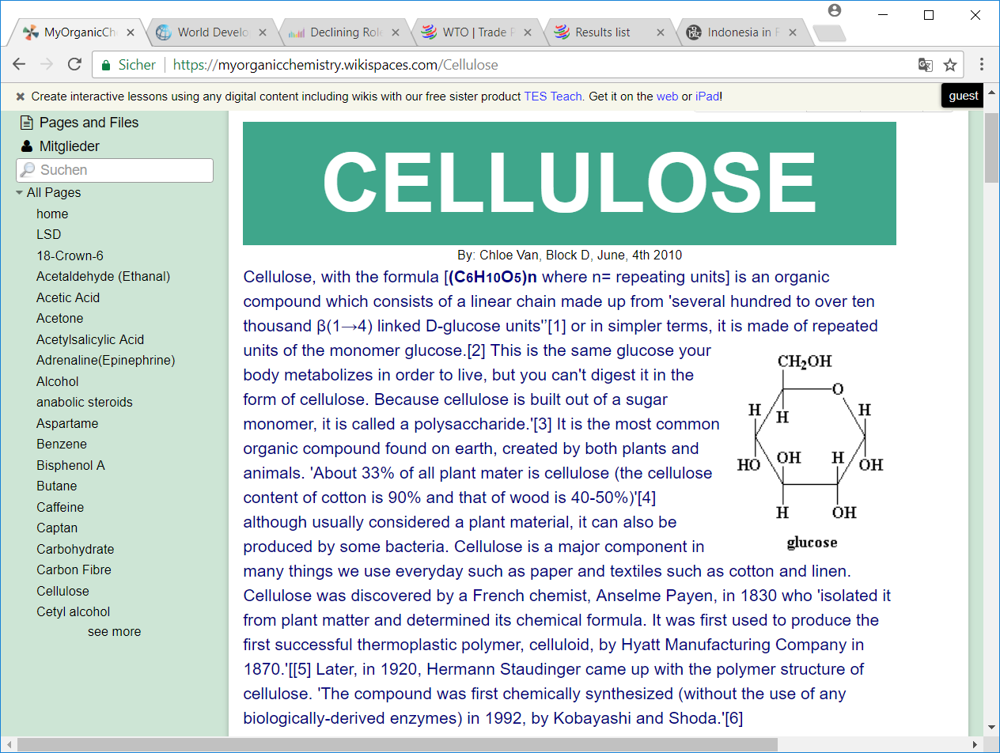 MyOrganicCh
World Develo
Declining Role
WTO | Trade P
Results list
Indonesia in F
Sicher
https://myorganicchemistry.wikispaces.com/Cellulose
Create interactive lessons using any digital content including wikis with our free sister product TES Teach. Get it on the web or iPad!
guest
Pages and Files
Mitglieder
Suchen
All Pages
home
LSD
18-Crown-6
Acetaldehyde (Ethanal)
Acetic Acid
Acetone
Acetylsalicylic Acid
Adrenaline(Epinephrine)
Alcohol
anabolic steroids
Aspartame
Benzene
Bisphenol A
Butane
Caffeine
Captan
Carbohydrate
Carbon Fibre
Cellulose
Cetyl alcohol
see more
CELLULOSE
By: Chloe Van, Block D, June, 4th 2010
Cellulose, with the formula [(C6H10O5)n where n= repeating units] is an organic
compound which consists of a linear chain made up from 'several hundred to over ten
thousand β(1→4) linked D-glucose units''[1] or in simpler terms, it is made of repeated
units of the monomer glucose.[2] This is the same glucose your
body metabolizes in order to live, but you can't digest it in the
form of cellulose. Because cellulose is built out of a sugar
monomer, it is called a polysaccharide.'[3] It is the most common
organic compound found on earth, created by both plants and
animals. 'About 33% of all plant mater is cellulose (the cellulose
content of cotton is 90% and that of wood is 40-50%)'[4]
although usually considered a plant material, it can also be
produced by some bacteria. Cellulose is a major component in
many things we use everyday such as paper and textiles such as cotton and linen.
Cellulose was discovered by a French chemist, Anselme Payen, in 1830 who 'isolated it
from plant matter and determined its chemical formula. It was first used to produce the
first successful thermoplastic polymer, celluloid, by Hyatt Manufacturing Company in
1870.'[[5] Later, in 1920, Hermann Staudinger came up with the polymer structure of
cellulose. 'The compound was first chemically synthesized (without the use of any
biologically-derived enzymes) in 1992, by Kobayashi and Shoda.'[6]
CH2OH
O
H
H
H
HO
OH
H
OH
H
OH
glucose